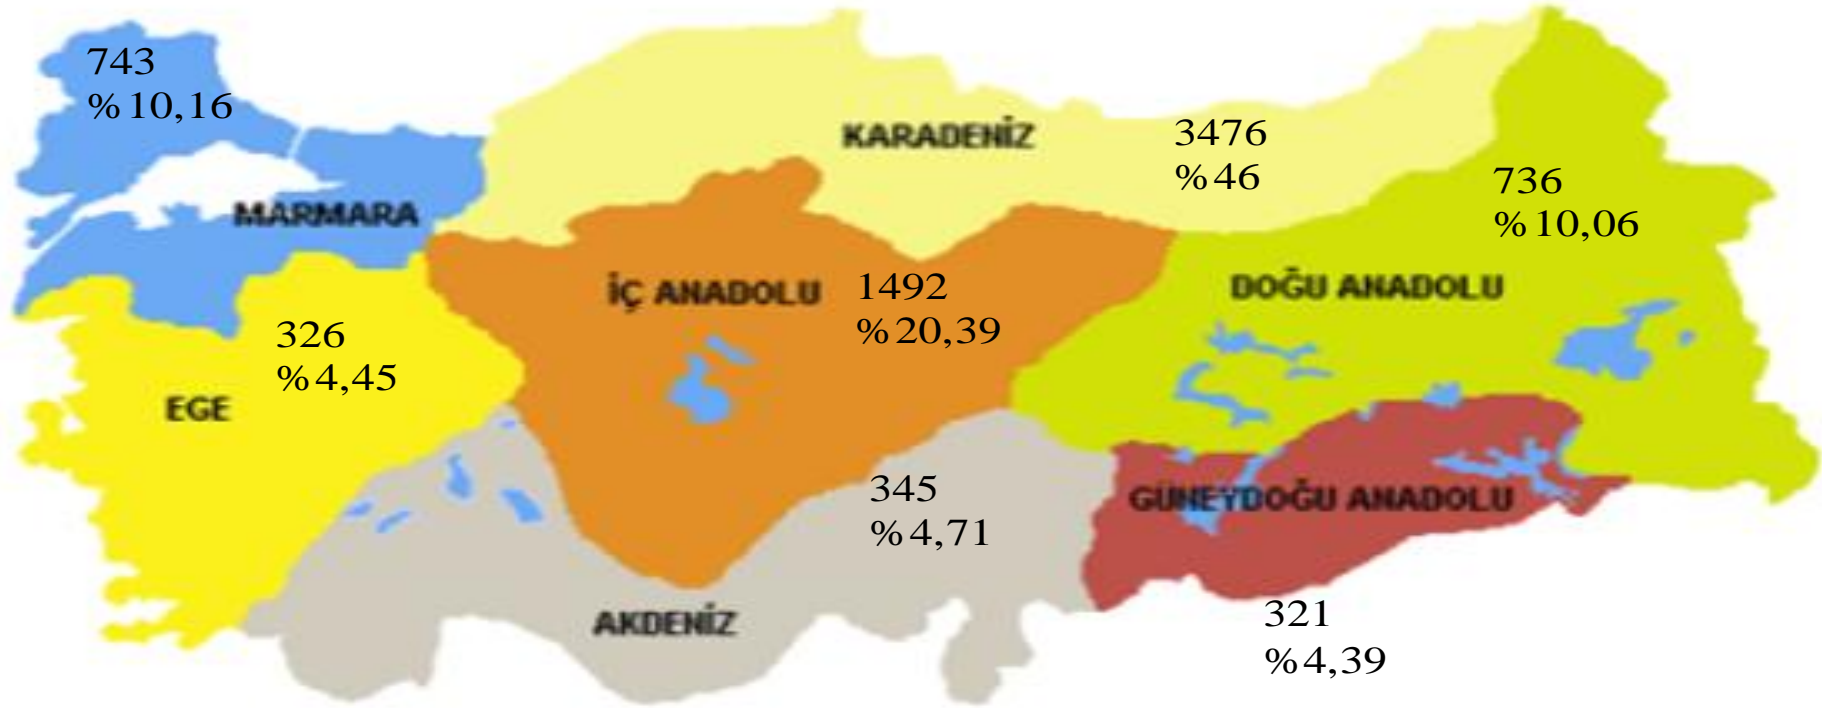 743
%10,16
MARMARA
KARADENİZ
3476
%46
736
%10,06
İÇ ANADOLU
1492
%20,39
DOĞU ANADOLU
326
%4,45
EGE
345
%4,71
AKDENİZ
GÜNEYDOĞU ANADOLU
321
%4,39